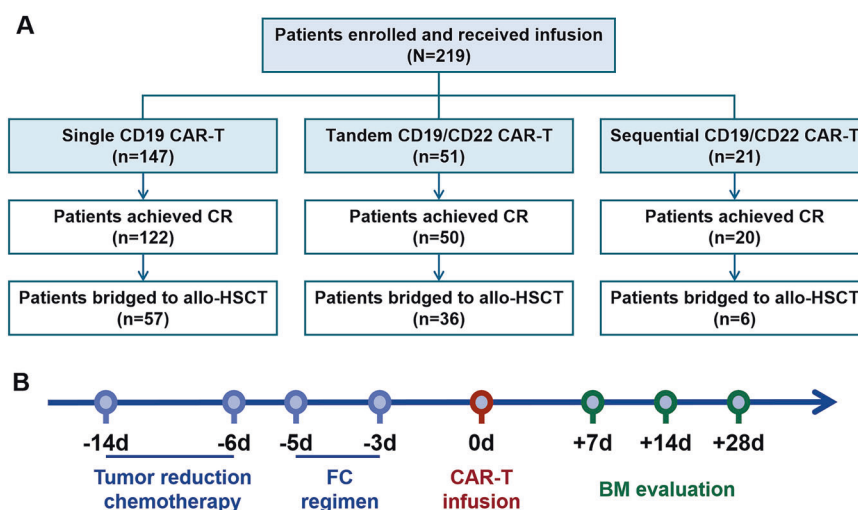 A
Patients enrolled and received infusion
(N=219)
Single CD19 CAR-T
(n=147)
Tandem CD19/CD22 CAR-T
(n=51)
Sequential CD19/CD22 CAR-T
(n=21)
Patients achieved CR
(n=122)
Patients achieved CR
(n=50)
Patients achieved CR
(n=20)
Patients bridged to allo-HSCT
(n=57)
Patients bridged to allo-HSCT
(n=36)
Patients bridged to allo-HSCT
(n=6)
B
-14d -6d -5d -3d 0d +7d +14d +28d
Tumor reduction
chemotherapy
FC
regimen
CAR-T
infusion
BM evaluation